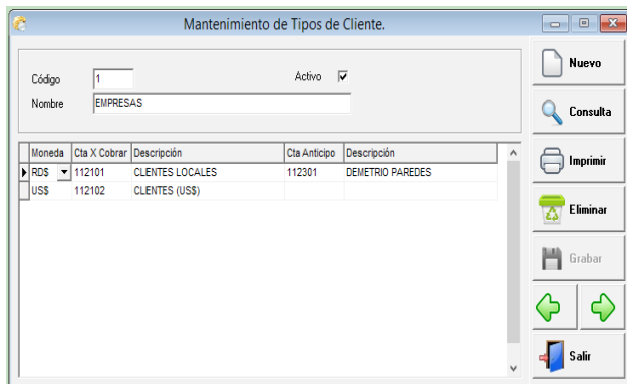 Mantenimiento de Tipos de Cliente.
Código 1 Activo
Nombre EMPRESAS
Moneda Cta X Cobrar Descripción Cta Anticipo Descripción
RD$ 112101 CLIENTES LOCALES 112301 DEMETRIO PAREDES
US$ 112102 CLIENTES (US$)
Nuevo
Consulta
Imprimir
Eliminar
Grabar
Salir